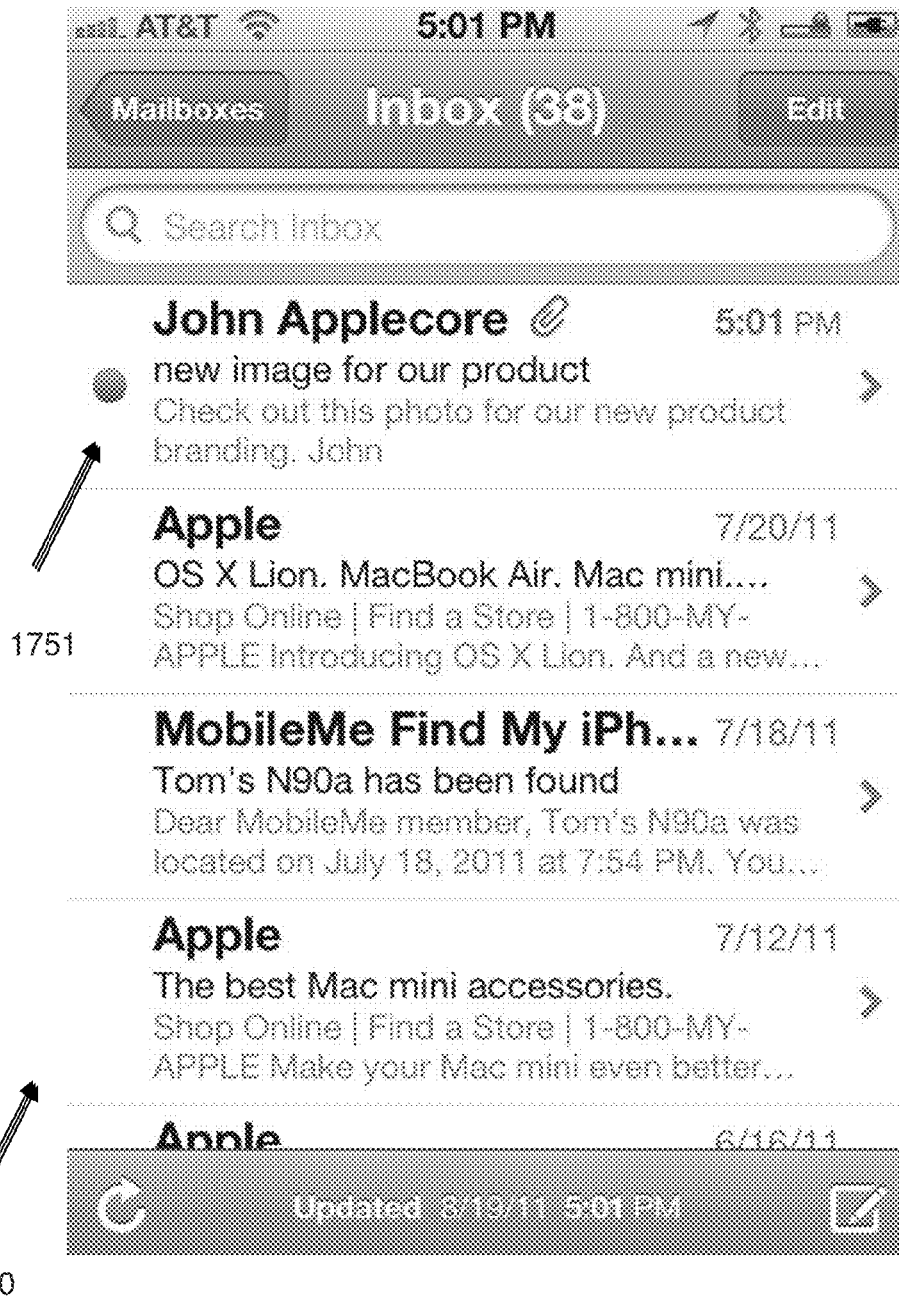 AT&T 5:01 PM
Mailboxes Inbox (38) Edit
Search Inbox
John Applecore 5:01 PM
new image for our product
Check out this photo for our new product
branding. John
Apple 7/20/11
OS X Lion. MacBook Air. Mac mini....
Shop Online | Find a Store | 1-800-MY-
APPLE Introducing OS X Lion. And a new...
1751
MobileMe Find My iPh... 7/18/11
Tom's N90a has been found
Dear MobileMe member, Tom's N90a was
located on July 18, 2011 at 7:54 PM. You...
Apple 7/12/11
The best Mac mini accessories.
Shop Online | Find a Store | 1-800-MY-
APPLE Make your Mac mini even better...
Apple 6/16/11
Updated 8/19/11 5:01 PM
0